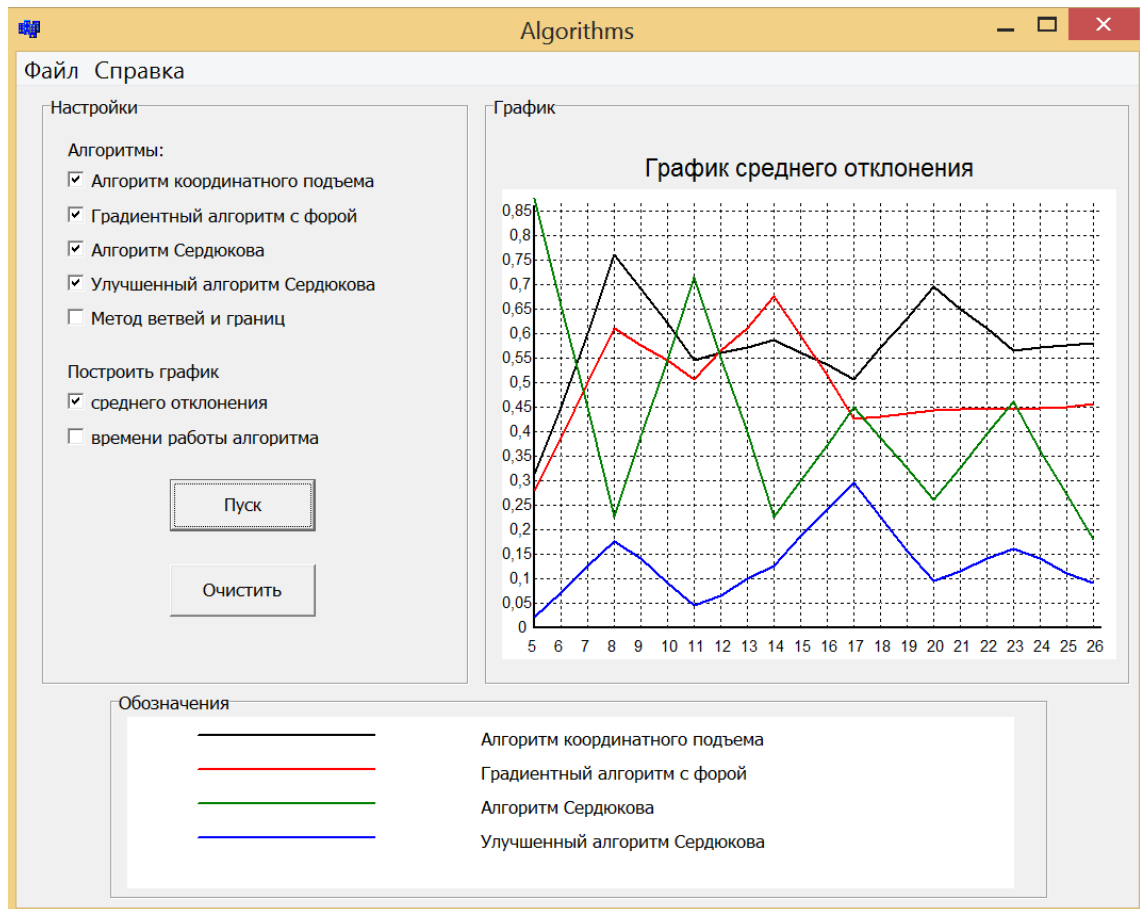 Algorithms
Файл Справка
Настройки
Алгоритмы:
Алгоритм координатного подъема
Градиентный алгоритм с форой
Алгоритм Сердюкова
Улучшенный алгоритм Сердюкова
Метод ветвей и границ
Построить график
среднего отклонения
времени работы алгоритма
Пуск
Очистить
График
График среднего отклонения
0,85
0,8
0,75
0,7
0,65
0,6
0,55
0,5
0,45
0,4
0,35
0,3
0,25
0,2
0,15
0,1
0,05
0
5 6 7 8 9 10 11 12 13 14 15 16 17 18 19 20 21 22 23 24 25 26
Обозначения
Алгоритм координатного подъема
Градиентный алгоритм с форой
Алгоритм Сердюкова
Улучшенный алгоритм Сердюкова